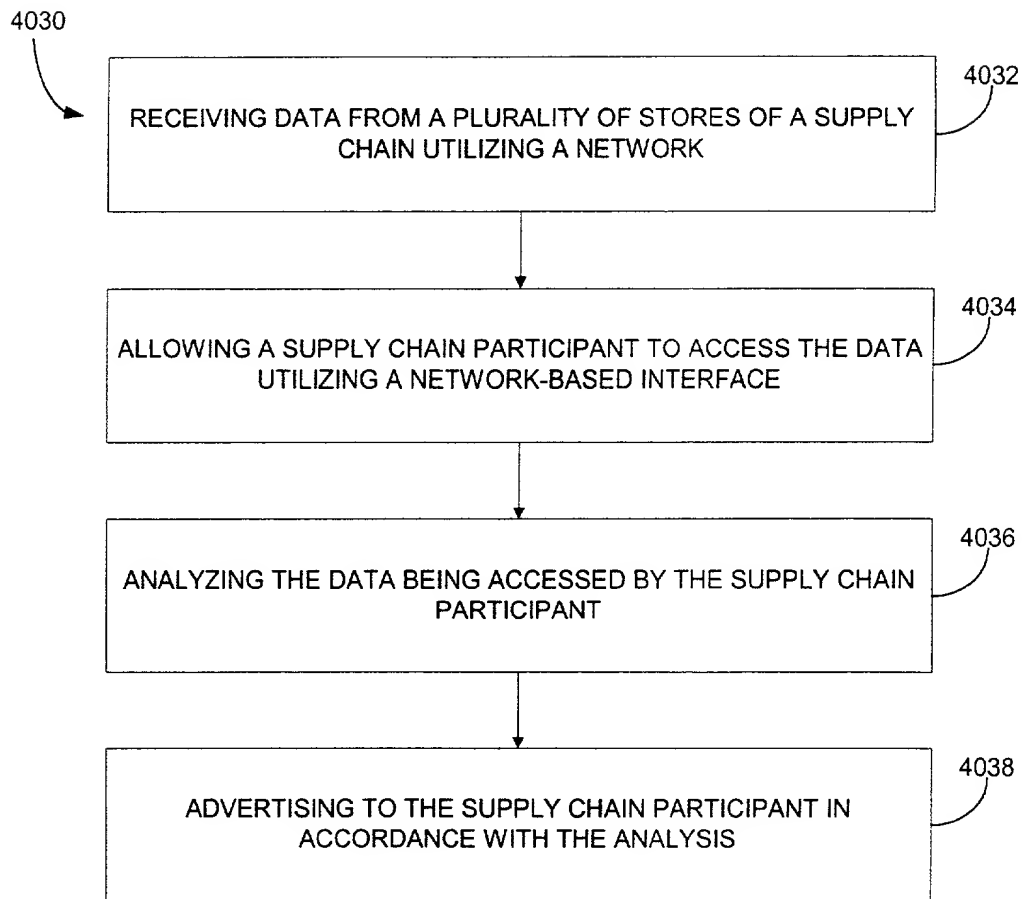 4030
4032
RECEIVING DATA FROM A PLURALITY OF STORES OF A SUPPLY
CHAIN UTILIZING A NETWORK
4034
ALLOWING A SUPPLY CHAIN PARTICIPANT TO ACCESS THE DATA
UTILIZING A NETWORK-BASED INTERFACE
4036
ANALYZING THE DATA BEING ACCESSED BY THE SUPPLY CHAIN
PARTICIPANT
4038
ADVERTISING TO THE SUPPLY CHAIN PARTICIPANT IN
ACCORDANCE WITH THE ANALYSIS